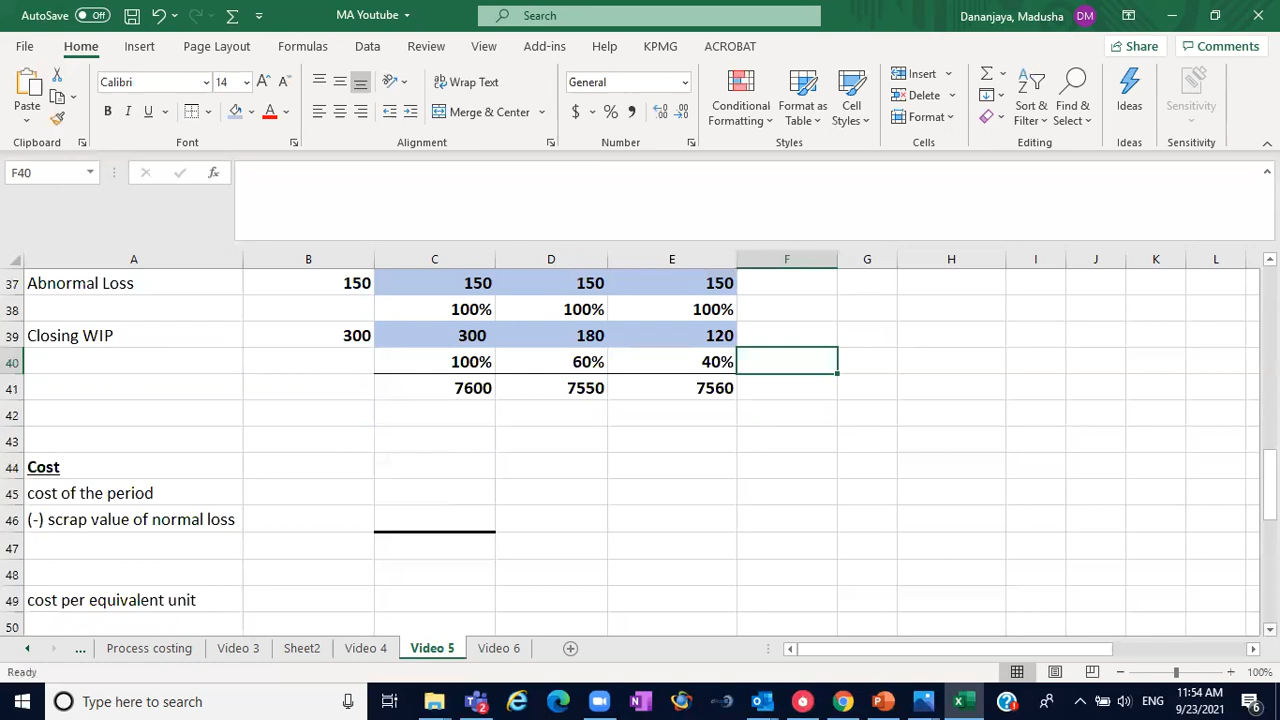 AutoSave Off MA Youtube Search Dananjaya, Madusha DM
File Home Insert Page Layout Formulas Data Review View Add-ins Help KPMG ACROBAT Share Comments
Calibri 14 Wrap Text General Insert
Paste B I U Merge & Center $ % Conditional Formatting Format as Table Cell Styles Delete Format Sort & Filter Find & Select Ideas Sensitivity
Clipboard Font Alignment Number Styles Cells Editing Ideas Sensitivity
F40 fx
A B C D E F G H I J K L
37 Abnormal Loss 150 150 150 150
38 100% 100% 100%
39 Closing WIP 300 300 180 120
40 100% 60% 40%
41 7600 7550 7560
42
43
44 Cost
45 cost of the period
46 (-) scrap value of normal loss
47
48
49 cost per equivalent unit
50
... Process costing Video 3 Sheet2 Video 4 Video 5 Video 6
Ready 100%
Type here to search ENG 11:54 AM
9/23/2021 6